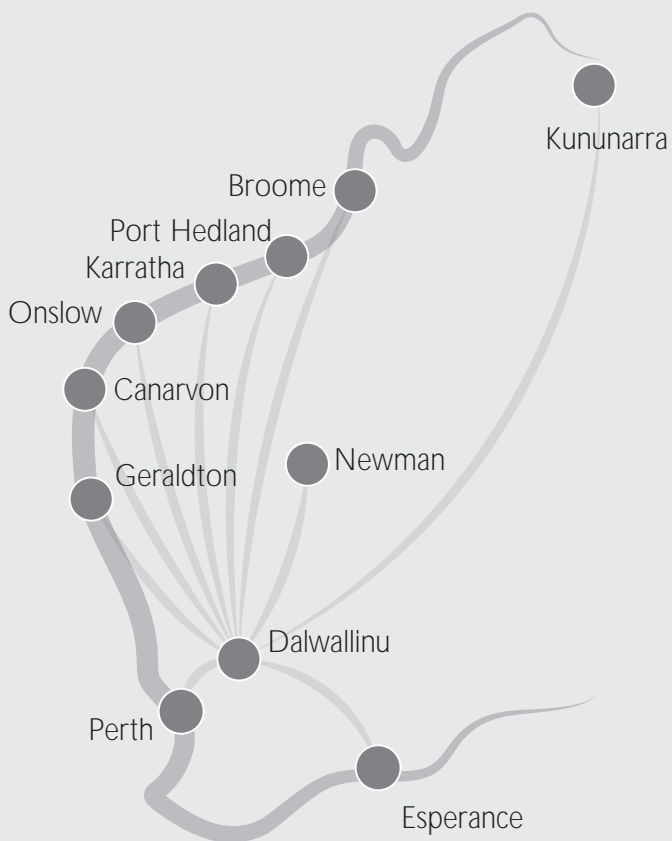 Kununarra
Broome
Port Hedland
Karratha
Onslow
Canarvon
Newman
Geraldton
Dalwallinu
Perth
Esperance